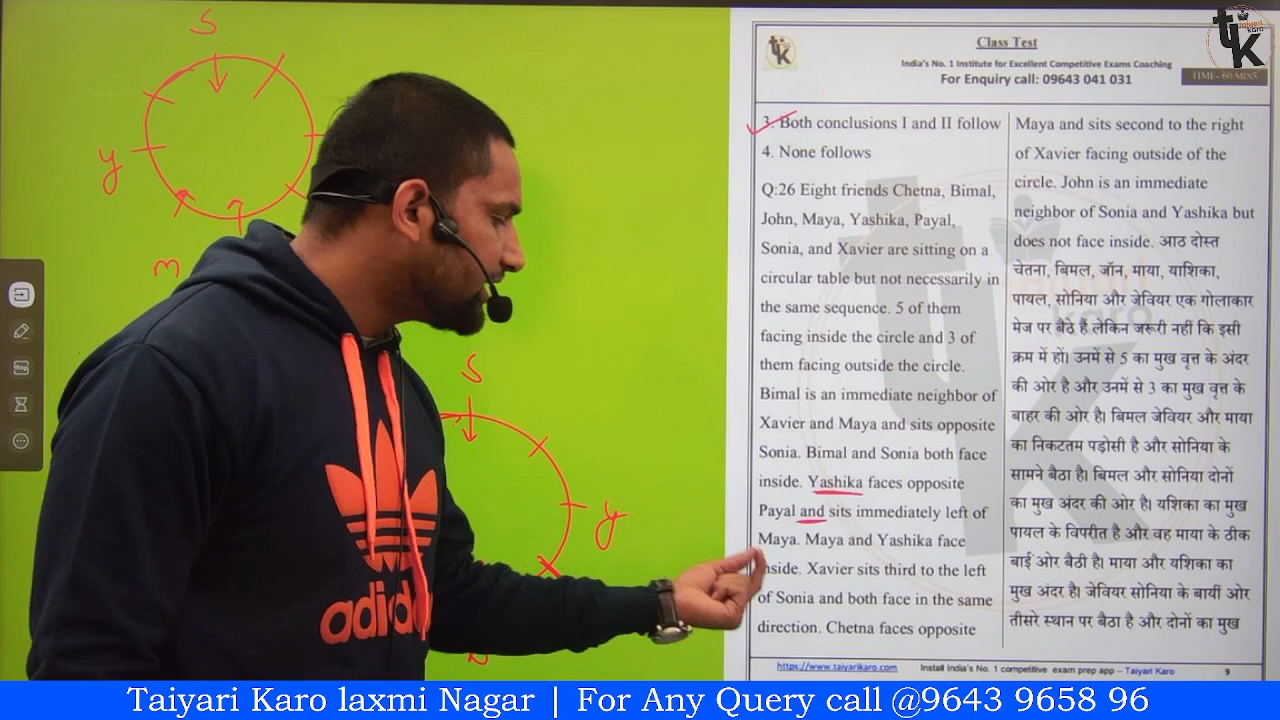 S
y
m
S
y
adidas
tk
Taiyari
karo
tk
Class Test
India's No. 1 Institute for Excellent Competitive Exams Coaching
For Enquiry call: 09643 041 031
TIME- 60 MINS
3. Both conclusions I and II follow
4. None follows
Q:26 Eight friends Chetna, Bimal,
John, Maya, Yashika, Payal,
Sonia, and Xavier are sitting on a
circular table but not necessarily in
the same sequence. 5 of them
facing inside the circle and 3 of
them facing outside the circle.
Bimal is an immediate neighbor of
Xavier and Maya and sits opposite
Sonia. Bimal and Sonia both face
inside. Yashika faces opposite
Payal and sits immediately left of
Maya. Maya and Yashika face
inside. Xavier sits third to the left
of Sonia and both face in the same
direction. Chetna faces opposite
Maya and sits second to the right
of Xavier facing outside of the
circle. John is an immediate
neighbor of Sonia and Yashika but
does not face inside. आठ दोस्त
चेतना, बिमल, जॉन, माया, याशिका,
पायल, सोनिया और जेवियर एक गोलाकार
मेज पर बैठे हैं लेकिन जरूरी नहीं कि इसी
क्रम में हों। उनमें से 5 का मुख वृत्त के अंदर
की ओर है और उनमें से 3 का मुख वृत्त के
बाहर की ओर है। बिमल जेवियर और माया
का निकटतम पड़ोसी है और सोनिया के
सामने बैठा है। बिमल और सोनिया दोनों
का मुख अंदर की ओर है। यशिका का मुख
पायल के विपरीत है और वह माया के ठीक
बाईं ओर बैठी है। माया और यशिका का
मुख अंदर की ओर है। जेवियर सोनिया के बायीं ओर
तीसरे स्थान पर बैठा है और दोनों का मुख
https://www.taiyarikaro.com Install India's No. 1 competitive exam prep app – Taiyari Karo 9
Taiyari Karo laxmi Nagar | For Any Query call @9643 9658 96